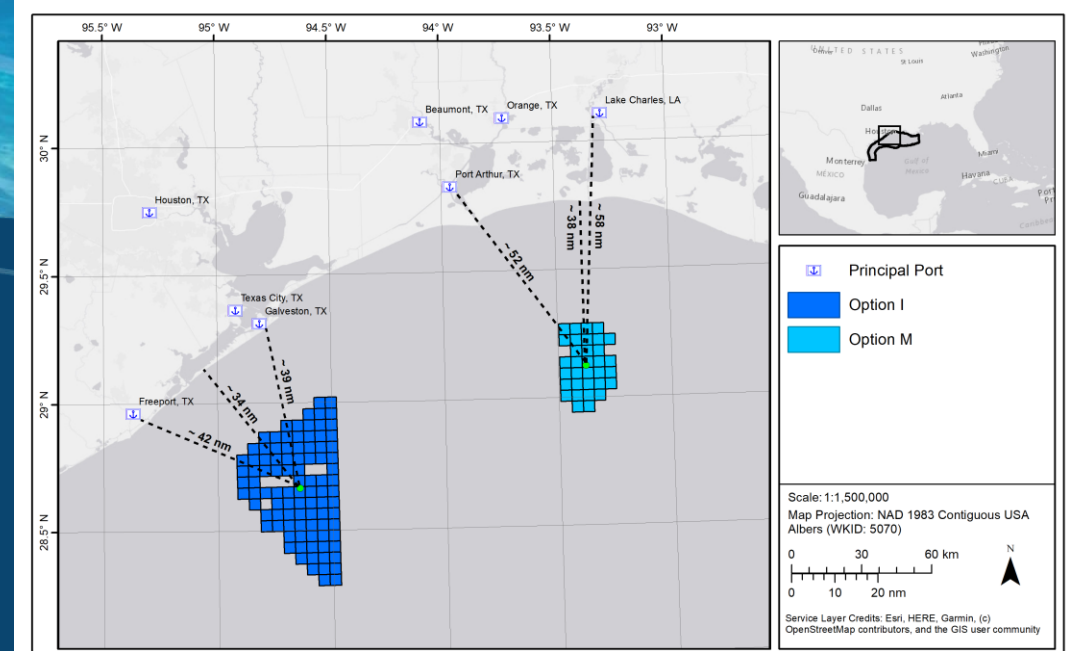 95.5° W
95° W
94.5° W
94° W
93.5° W
93° W
30° N
29.5° N
29° N
28.5° N
Lake Charles, LA
Orange, TX
Beaumont, TX
Port Arthur, TX
Houston, TX
~ 58 nm
~ 38 nm
~ 52 nm
Texas City, TX
Galveston, TX
~ 39 nm
~ 34 nm
Freeport, TX
~ 42 nm
UNITED STATES
Denver
St Louis
Washington
Atlanta
Dallas
Houston
Monterrey
MÉXICO
Gulf of
Mexico
Miami
Havana
CUBA
Guadalajara
Caribbean
Principal Port
Option I
Option M
Scale: 1:1,500,000
Map Projection: NAD 1983 Contiguous USA
Albers (WKID: 5070)
0 30 60 km
0 10 20 nm
N
Service Layer Credits: Esri, HERE, Garmin, (c)
OpenStreetMap contributors, and the GIS user community